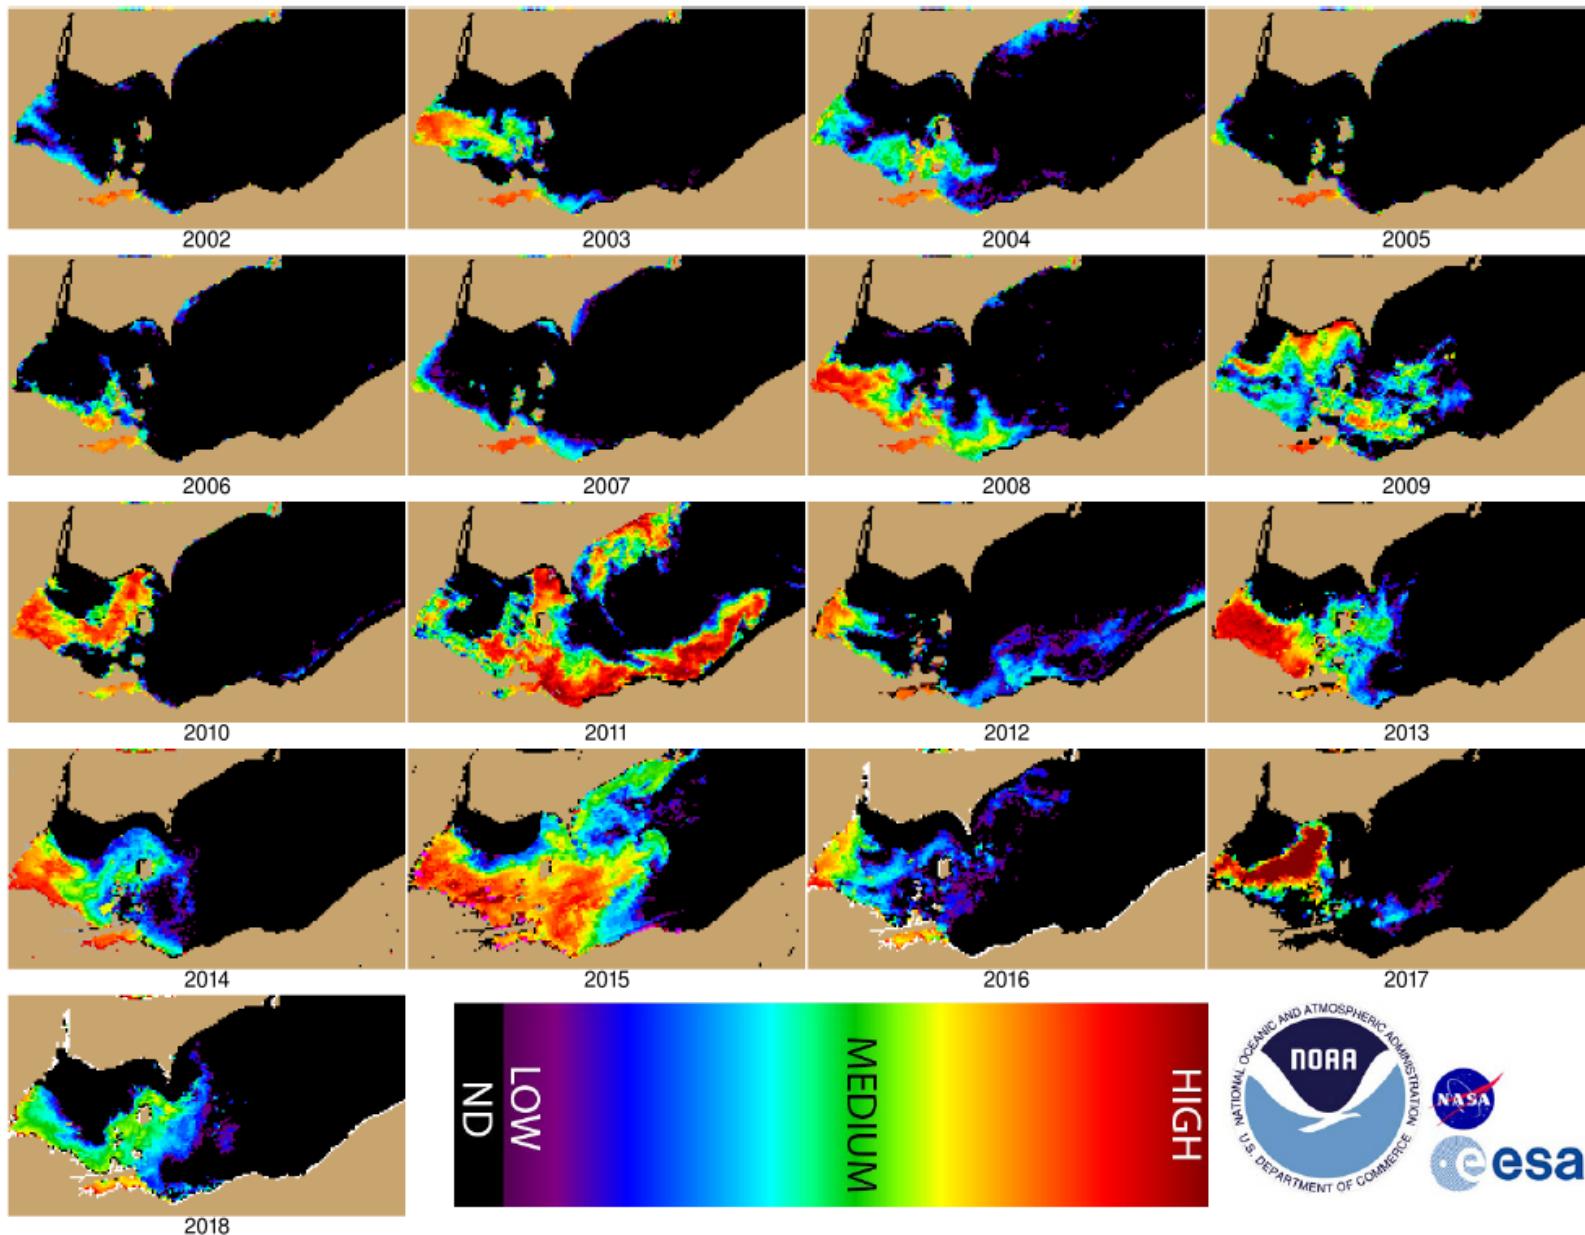 2002
2003
2004
2005
2006
2007
2008
2009
2010
2011
2012
2013
2014
2015
2016
2017
2018
ND
LOW
MEDIUM
HIGH
NATIONAL OCEANIC AND ATMOSPHERIC ADMINISTRATION
U.S. DEPARTMENT OF COMMERCE
NOAA
NASA
esa